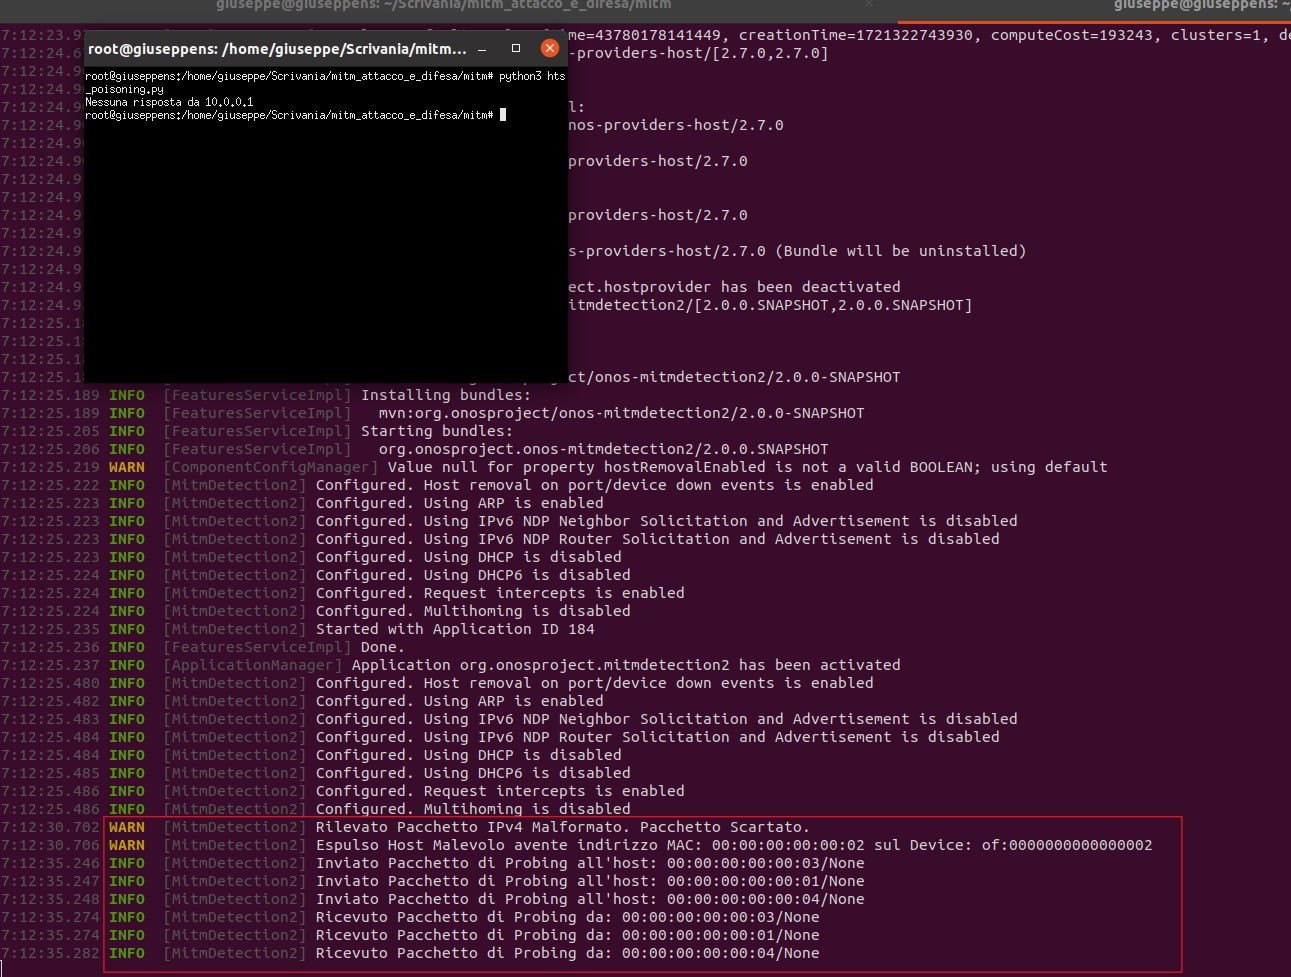 giuseppe@giuseppens: ~/Scrivania/mitm_attacco_e_difesa/mitm
giuseppe@giuseppens: ~/
root@giuseppens: /home/giuseppe/Scrivania/mitm...
root@giuseppens:/home/giuseppe/Scrivania/mitm_attacco_e_difesa/mitm# python3 hts
_poisoning.py
Nessuna risposta da 10.0.0.1
root@giuseppens:/home/giuseppe/Scrivania/mitm_attacco_e_difesa/mitm#
7:12:23.9 time=43780178141449, creationTime=1721322743930, computeCost=193243, clusters=1, de
7:12:24.6 -providers-host/[2.7.0,2.7.0]
7:12:24.9
7:12:24.9
7:12:24.9 l:
7:12:24.9 nos-providers-host/2.7.0
7:12:24.9
7:12:24.9 providers-host/2.7.0
7:12:24.9
7:12:24.9
7:12:24.9 providers-host/2.7.0
7:12:24.9
7:12:24.9 s-providers-host/2.7.0 (Bundle will be uninstalled)
7:12:24.9
7:12:24.9 ect.hostprovider has been deactivated
7:12:24.9 itmdetection2/[2.0.0.SNAPSHOT,2.0.0.SNAPSHOT]
7:12:25.1
7:12:25.1
7:12:25.1
7:12:25.1 ct/onos-mitmdetection2/2.0.0-SNAPSHOT
7:12:25.189 INFO [FeaturesServiceImpl] Installing bundles:
7:12:25.189 INFO [FeaturesServiceImpl] mvn:org.onosproject/onos-mitmdetection2/2.0.0-SNAPSHOT
7:12:25.205 INFO [FeaturesServiceImpl] Starting bundles:
7:12:25.206 INFO [FeaturesServiceImpl] org.onosproject.onos-mitmdetection2/2.0.0.SNAPSHOT
7:12:25.219 WARN [ComponentConfigManager] Value null for property hostRemovalEnabled is not a valid BOOLEAN; using default
7:12:25.222 INFO [MitmDetection2] Configured. Host removal on port/device down events is enabled
7:12:25.223 INFO [MitmDetection2] Configured. Using ARP is enabled
7:12:25.223 INFO [MitmDetection2] Configured. Using IPv6 NDP Neighbor Solicitation and Advertisement is disabled
7:12:25.223 INFO [MitmDetection2] Configured. Using IPv6 NDP Router Solicitation and Advertisement is disabled
7:12:25.223 INFO [MitmDetection2] Configured. Using DHCP is disabled
7:12:25.224 INFO [MitmDetection2] Configured. Using DHCP6 is disabled
7:12:25.224 INFO [MitmDetection2] Configured. Request intercepts is enabled
7:12:25.224 INFO [MitmDetection2] Configured. Multihoming is disabled
7:12:25.235 INFO [MitmDetection2] Started with Application ID 184
7:12:25.236 INFO [FeaturesServiceImpl] Done.
7:12:25.237 INFO [ApplicationManager] Application org.onosproject.mitmdetection2 has been activated
7:12:25.480 INFO [MitmDetection2] Configured. Host removal on port/device down events is enabled
7:12:25.482 INFO [MitmDetection2] Configured. Using ARP is enabled
7:12:25.483 INFO [MitmDetection2] Configured. Using IPv6 NDP Neighbor Solicitation and Advertisement is disabled
7:12:25.484 INFO [MitmDetection2] Configured. Using IPv6 NDP Router Solicitation and Advertisement is disabled
7:12:25.484 INFO [MitmDetection2] Configured. Using DHCP is disabled
7:12:25.485 INFO [MitmDetection2] Configured. Using DHCP6 is disabled
7:12:25.486 INFO [MitmDetection2] Configured. Request intercepts is enabled
7:12:25.486 INFO [MitmDetection2] Configured. Multihoming is disabled
7:12:30.702 WARN [MitmDetection2] Rilevato Pacchetto IPv4 Malformato. Pacchetto Scartato.
7:12:30.706 WARN [MitmDetection2] Espulso Host Malevolo avente indirizzo MAC: 00:00:00:00:00:02 sul Device: of:0000000000000002
7:12:35.246 INFO [MitmDetection2] Inviato Pacchetto di Probing all'host: 00:00:00:00:00:03/None
7:12:35.247 INFO [MitmDetection2] Inviato Pacchetto di Probing all'host: 00:00:00:00:00:01/None
7:12:35.248 INFO [MitmDetection2] Inviato Pacchetto di Probing all'host: 00:00:00:00:00:04/None
7:12:35.274 INFO [MitmDetection2] Ricevuto Pacchetto di Probing da: 00:00:00:00:00:03/None
7:12:35.274 INFO [MitmDetection2] Ricevuto Pacchetto di Probing da: 00:00:00:00:00:01/None
7:12:35.282 INFO [MitmDetection2] Ricevuto Pacchetto di Probing da: 00:00:00:00:00:04/None